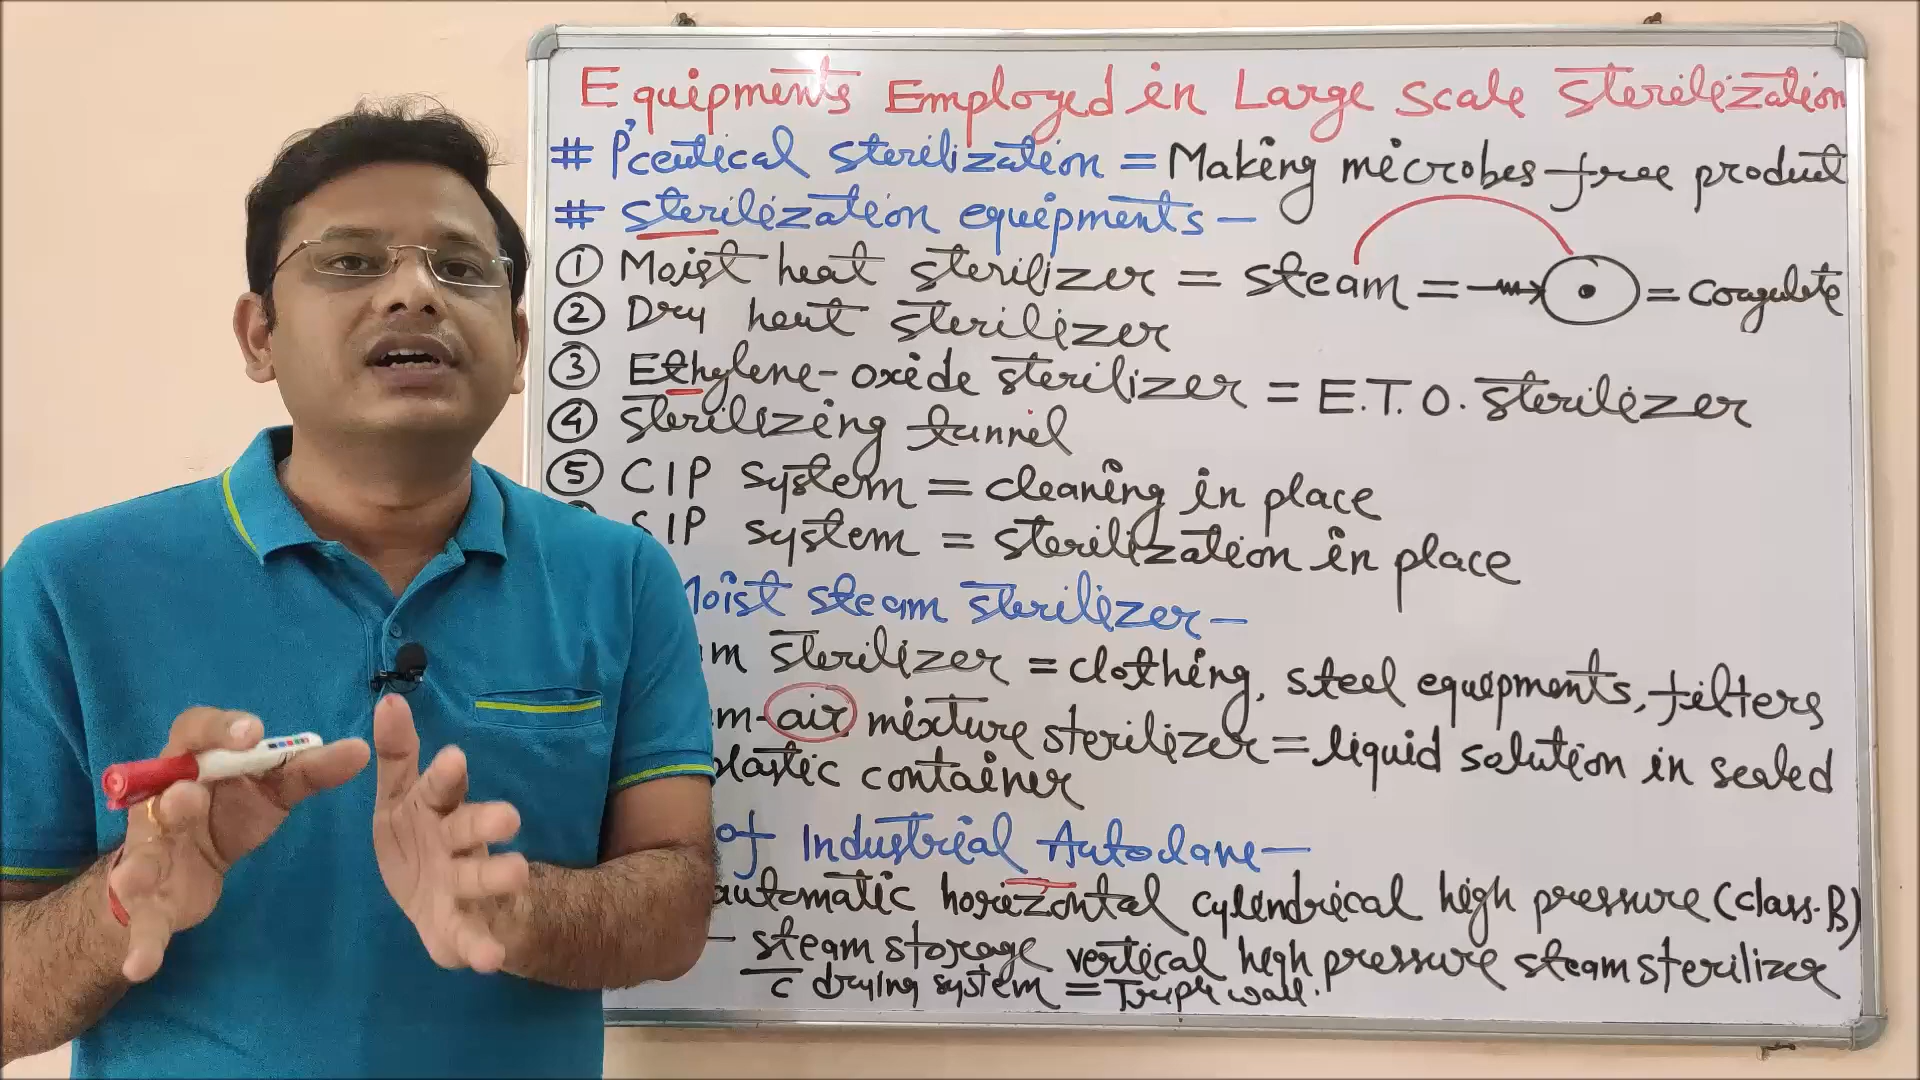 Equipments Employed in Large Scale Sterilization
# P'ceutical sterilization = Making microbes-free product
# sterilization equipments -
① Moist heat sterilizer = steam = = coagulate
② Dry heat sterilizer
③ Ethylene-oxide sterilizer = E.T.O. sterilizer
④ Sterilizing tunnel
⑤ CIP system = cleaning in place
SIP system = sterilization in place
Moist steam sterilizer -
m sterilizer = clothing, steel equipments, filters
m-air mixture sterilizer = liquid solution in sealed
plastic container
of Industrial Autoclave -
automatic horizontal cylindrical high pressure (class-B)
- steam storage vertical high pressure steam sterilizer
c̅ drying system = Triple wall.